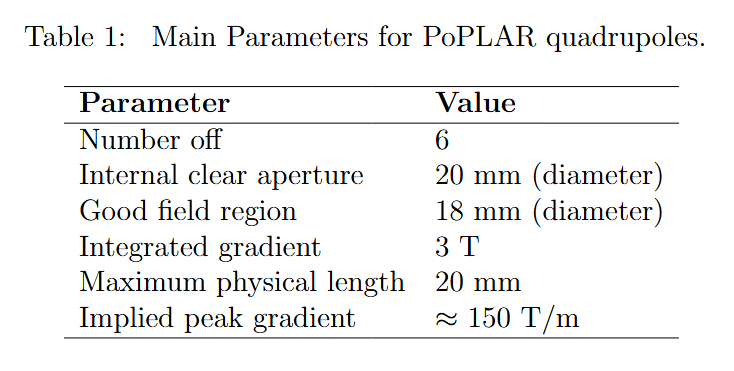 Table 1: Main Parameters for PoPLAR quadrupoles.
Parameter Value
Number off 6
Internal clear aperture 20 mm (diameter)
Good field region 18 mm (diameter)
Integrated gradient 3 T
Maximum physical length 20 mm
Implied peak gradient ≈ 150 T/m